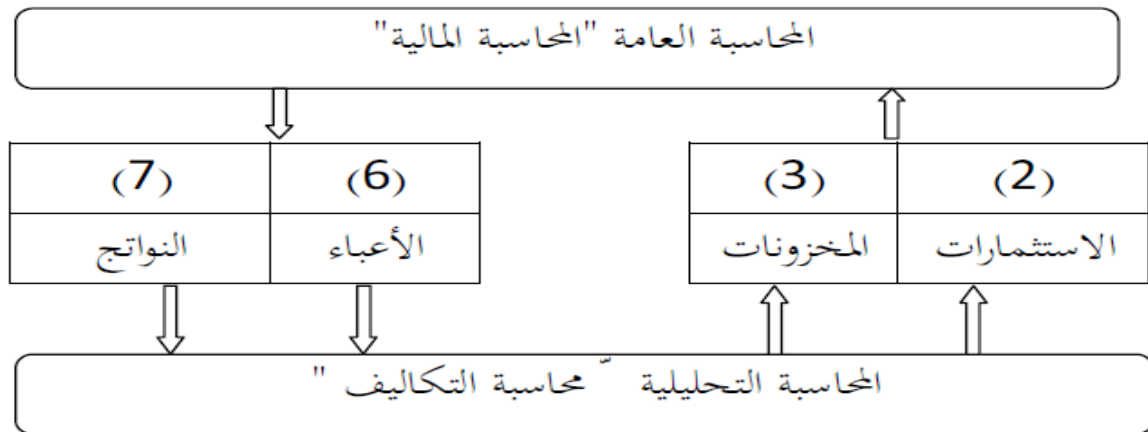 المحاسبة العامة "المحاسبة المالية"
(2) (3) (6) (7)
الاستثمارات المخزونات الأعباء النواتج
المحاسبة التحليلية ّ محاسبة التكاليف "